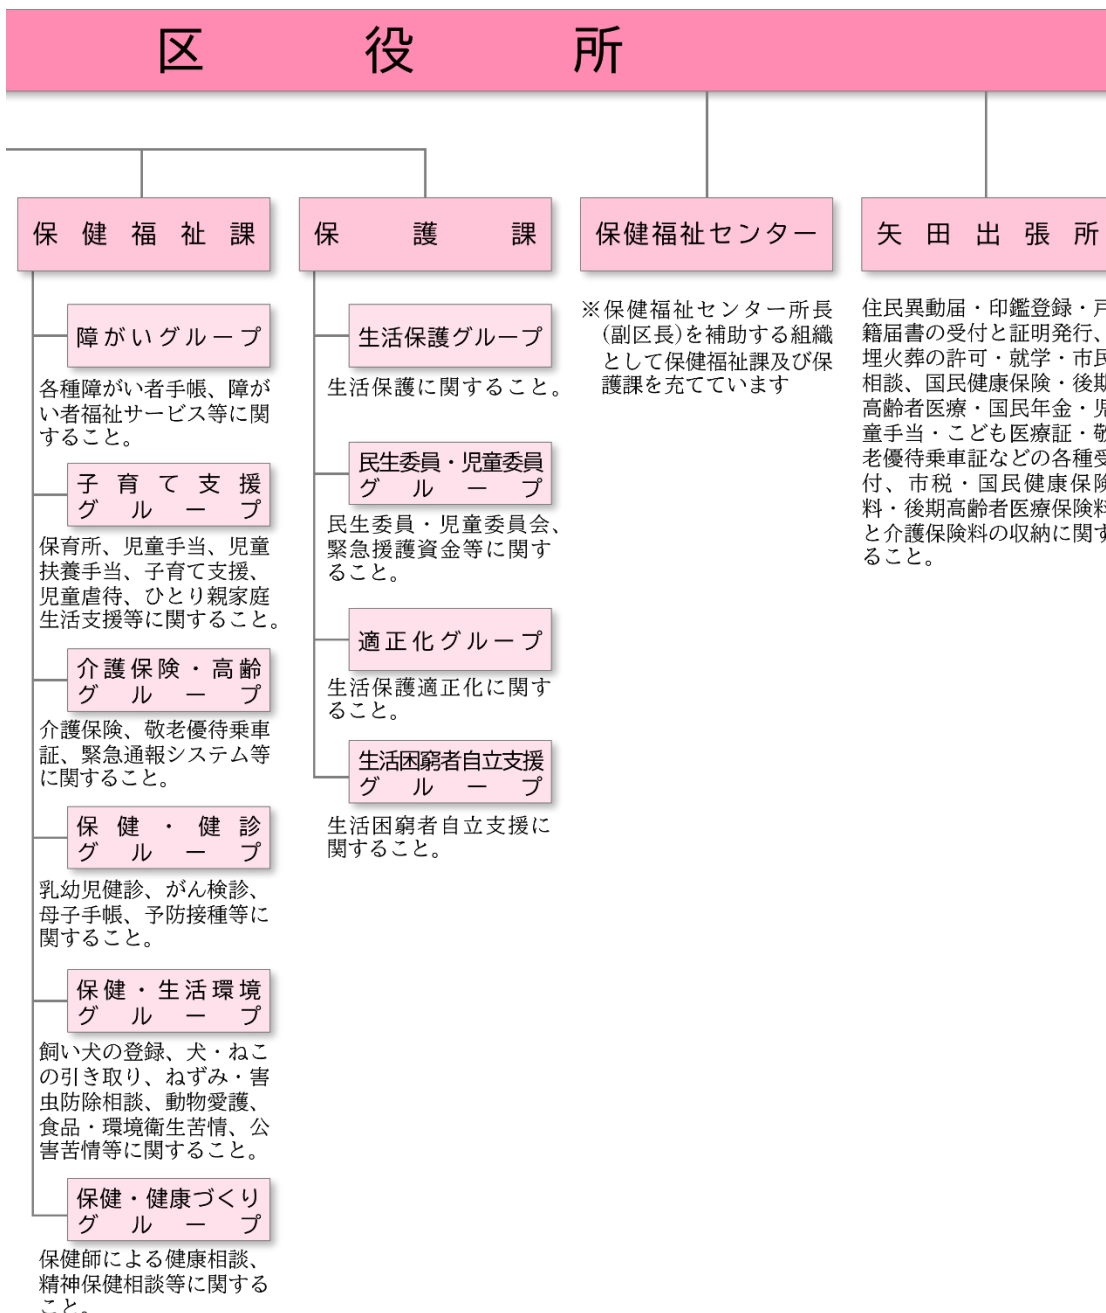 区役所
保健福祉課
障がいグループ
各種障がい者手帳、障が
い者福祉サービス等に関
すること。
子育て支援
グループ
保育所、児童手当、児童
扶養手当、子育て支援、
児童虐待、ひとり親家庭
生活支援等に関すること。
介護保険・高齢
グループ
介護保険、敬老優待乗車
証、緊急通報システム等
に関すること。
保健・健診
グループ
乳幼児健診、がん検診、
母子手帳、予防接種等に
関すること。
保健・生活環境
グループ
飼い犬の登録、犬・ねこ
の引き取り、ねずみ・害
虫防除相談、動物愛護、
食品・環境衛生苦情、公
害苦情等に関すること。
保健・健康づくり
グループ
保健師による健康相談、
精神保健相談等に関する
こと。
保護課
生活保護グループ
生活保護に関すること。
民生委員・児童委員
グループ
民生委員・児童委員会、
緊急援護資金等に関す
ること。
適正化グループ
生活保護適正化に関す
ること。
生活困窮者自立支援
グループ
生活困窮者自立支援に
関すること。
保健福祉センター
※保健福祉センター所長
(副区長)を補助する組織
として保健福祉課及び保
護課を充てています
矢田出張所
住民異動届・印鑑登録・戸
籍届書の受付と証明発行、
埋火葬の許可・就学・市民
相談、国民健康保険・後期
高齢者医療・国民年金・児
童手当・こども医療証・敬
老優待乗車証などの各種受
付、市税・国民健康保険
料・後期高齢者医療保険料
と介護保険料の収納に関す
ること。